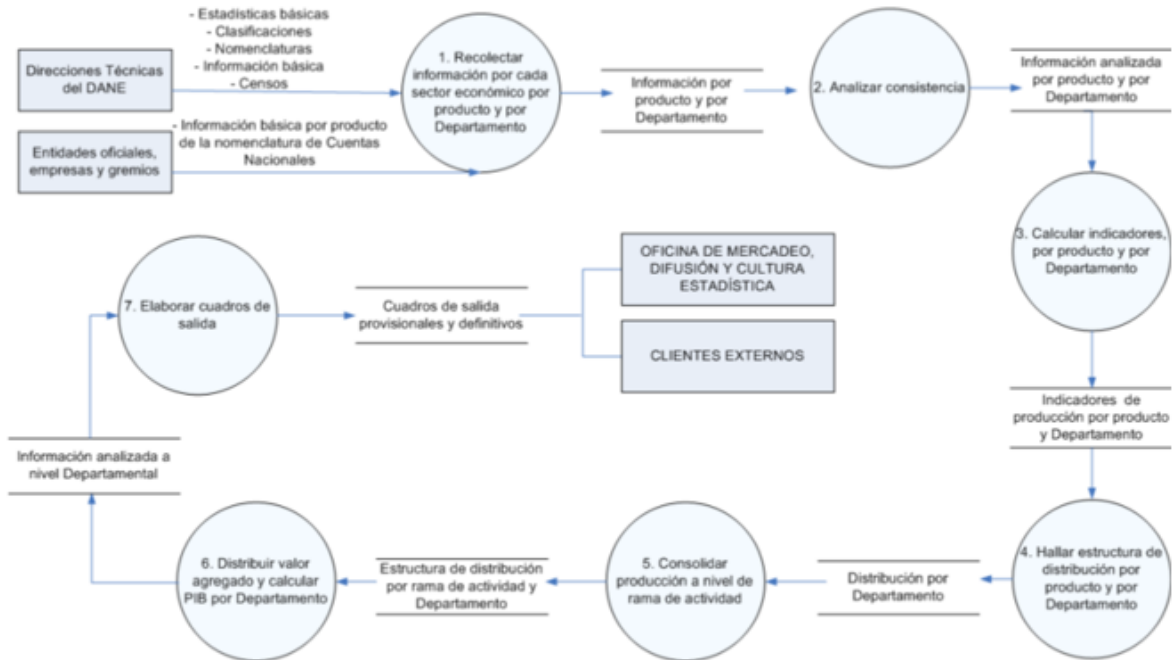 - Estadísticas básicas
- Clasificaciones
- Nomenclaturas
- Información básica
- Censos
Direcciones Técnicas
del DANE
- Información básica por producto
de la nomenclatura de Cuentas
Nacionales
Entidades oficiales,
empresas y gremios
1. Recolectar
información por cada
sector económico por
producto y por
Departamento
Información por
producto y por
Departamento
2. Analizar consistencia
Información analizada
por producto y por
Departamento
3. Calcular indicadores,
por producto y por
Departamento
Indicadores de
producción por producto
y Departamento
4. Hallar estructura de
distribución por
producto y por
Departamento
Distribución por
Departamento
5. Consolidar
producción a nivel de
rama de actividad
Estructura de distribución
por rama de actividad y
Departamento
6. Distribuir valor
agregado y calcular
PIB por Departamento
Información analizada a
nivel Departamental
7. Elaborar cuadros de
salida
Cuadros de salida
provisionales y definitivos
OFICINA DE MERCADEO,
DIFUSIÓN Y CULTURA
ESTADÍSTICA
CLIENTES EXTERNOS